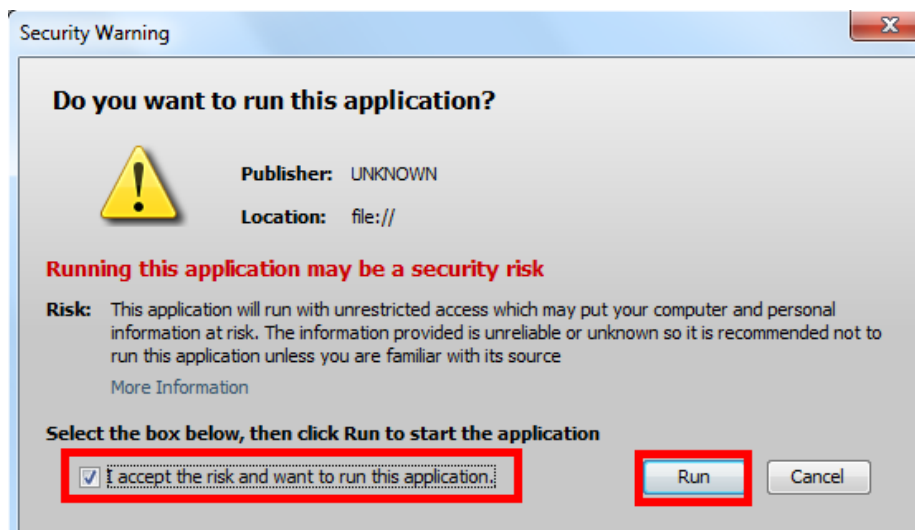 Security Warning
Do you want to run this application?
Publisher: UNKNOWN
Location: file://
Running this application may be a security risk
Risk: This application will run with unrestricted access which may put your computer and personal
information at risk. The information provided is unreliable or unknown so it is recommended not to
run this application unless you are familiar with its source
More Information
Select the box below, then click Run to start the application
I accept the risk and want to run this application.
Run
Cancel